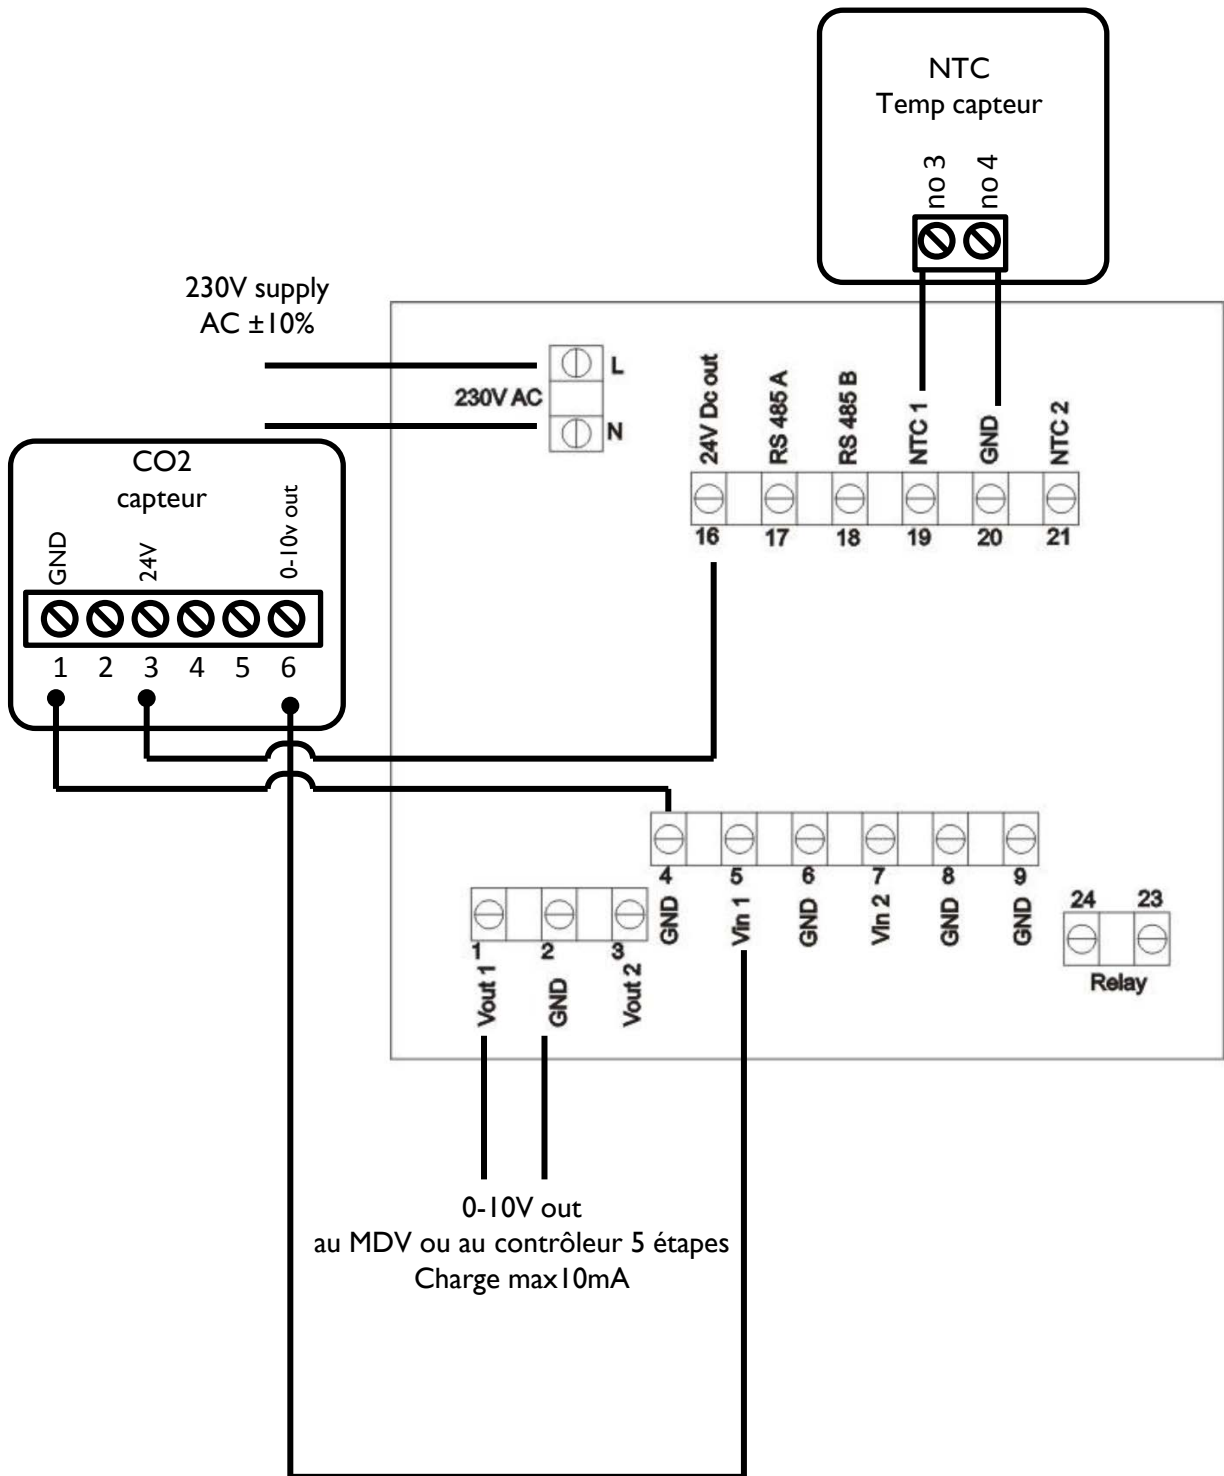 NTC
Temp capteur
no 3
no 4
230V supply
AC ±10%
230V AC
L
N
24V Dc out
RS 485 A
RS 485 B
NTC 1
GND
NTC 2
16
17
18
19
20
21
CO2
capteur
GND
24V
0-10v out
1
2
3
4
5
6
4
5
6
7
8
9
GND
Vin 1
GND
Vin 2
GND
GND
1
2
3
Vout 1
GND
Vout 2
24
23
Relay
0-10V out
au MDV ou au contrôleur 5 étapes
Charge max10mA